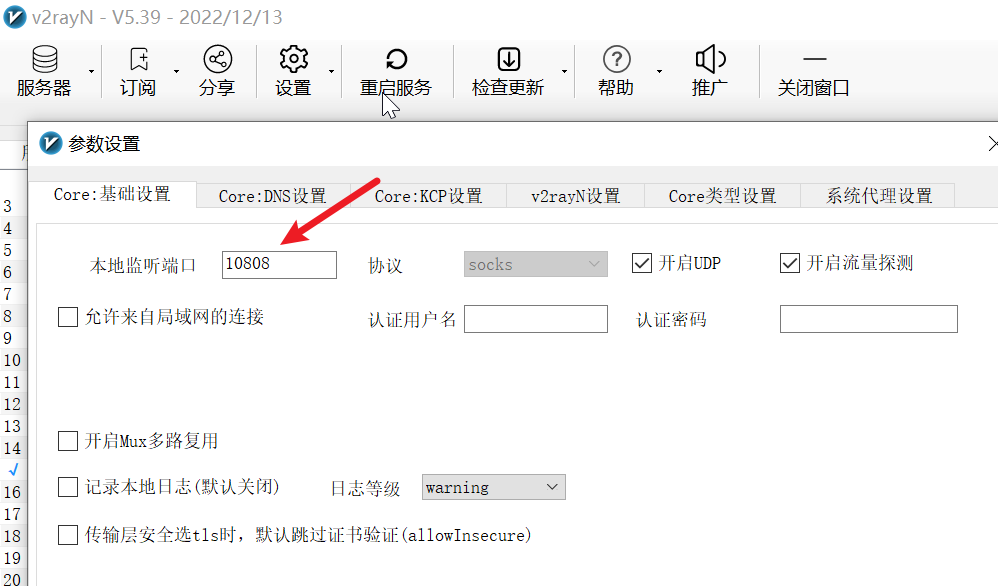 v2rayN - V5.39 - 2022/12/13
服务器 订阅 分享 设置 重启服务 检查更新 帮助 推广 关闭窗口
参数设置
Core:基础设置 Core:DNS设置 Core:KCP设置 v2rayN设置 Core类型设置 系统代理设置
本地监听端口 10808 协议 socks 开启UDP 开启流量探测
允许来自局域网的连接 认证用户名 认证密码
开启Mux多路复用
记录本地日志(默认关闭) 日志等级 warning
传输层安全选tls时，默认跳过证书验证(allowInsecure)
3
4
5
6
7
8
9
10
11
12
13
14
16
17
18
19
20